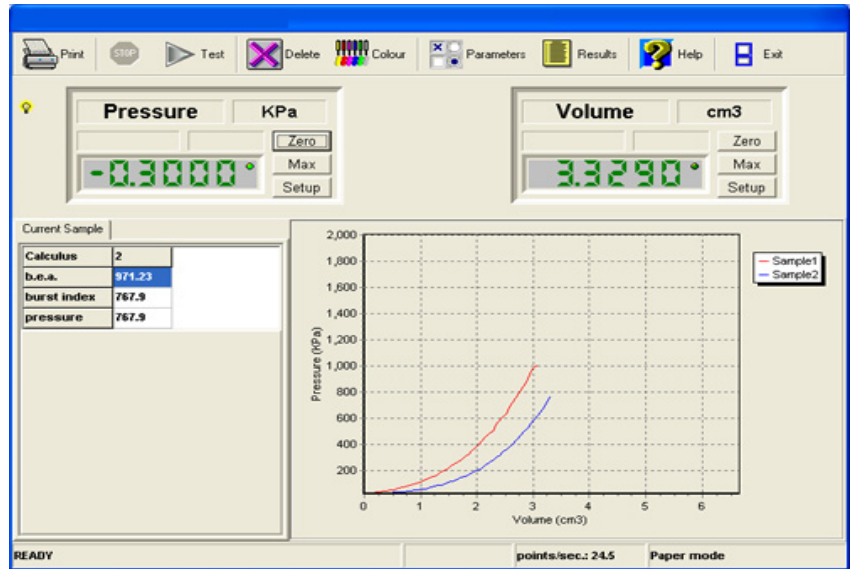 Print STOP Test Delete Colour Parameters Results Help Exit
Pressure KPa
Zero
-0.3000 Max
Setup
Volume cm3
Zero
3.3290 Max
Setup
Current Sample
Calculus 2
b.e.a. 971.23
burst index 767.9
pressure 767.9
Pressure (KPa)
2,000
1,800
1,600
1,400
1,200
1,000
800
600
400
200
0 1 2 3 4 5 6
Volume (cm3)
Sample1
Sample2
READY points/sec.: 24.5 Paper mode